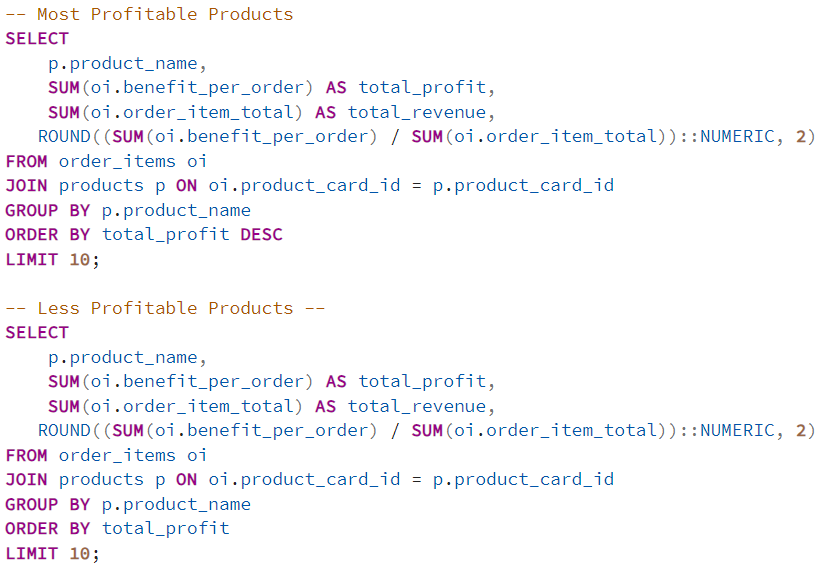 -- Most Profitable Products
SELECT
    p.product_name,
    SUM(oi.benefit_per_order) AS total_profit,
    SUM(oi.order_item_total) AS total_revenue,
   ROUND((SUM(oi.benefit_per_order) / SUM(oi.order_item_total))::NUMERIC, 2)
FROM order_items oi
JOIN products p ON oi.product_card_id = p.product_card_id
GROUP BY p.product_name
ORDER BY total_profit DESC
LIMIT 10;

-- Less Profitable Products --
SELECT
    p.product_name,
    SUM(oi.benefit_per_order) AS total_profit,
    SUM(oi.order_item_total) AS total_revenue,
   ROUND((SUM(oi.benefit_per_order) / SUM(oi.order_item_total))::NUMERIC, 2)
FROM order_items oi
JOIN products p ON oi.product_card_id = p.product_card_id
GROUP BY p.product_name
ORDER BY total_profit
LIMIT 10;